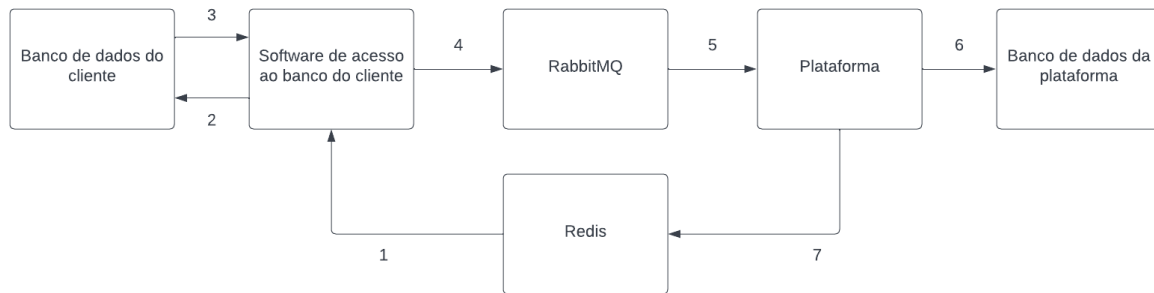 3
Banco de dados do
cliente
2
Software de acesso
ao banco do cliente
4
RabbitMQ
5
Plataforma
6
Banco de dados da
plataforma
Redis
1
7